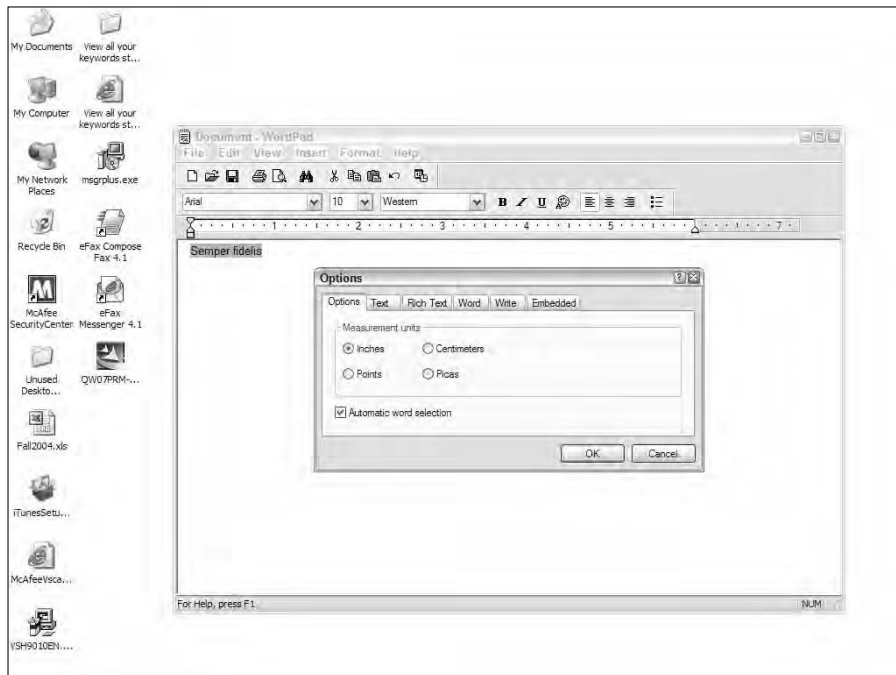 My Documents
View all your
keywords st...
My Computer
View all your
keywords st...
My Network
Places
msgrplus.exe
Recycle Bin
eFax Compose
Fax 4.1
McAfee
SecurityCenter
eFax
Messenger 4.1
Unused
Deskto...
QW07PRM-...
Fall2004.xls
iTunesSetu...
McAfeeVsca...
YSH9010EN....
Document - WordPad
File Edit View Insert Format Help
Arial 10 Western B I U
1 2 3 4 5 7
Semper fidelis
Options
Options Text Rich Text Word Write Embedded
Measurement units
Inches Centimeters
Points Picas
Automatic word selection
OK Cancel
For Help, press F1
NUM